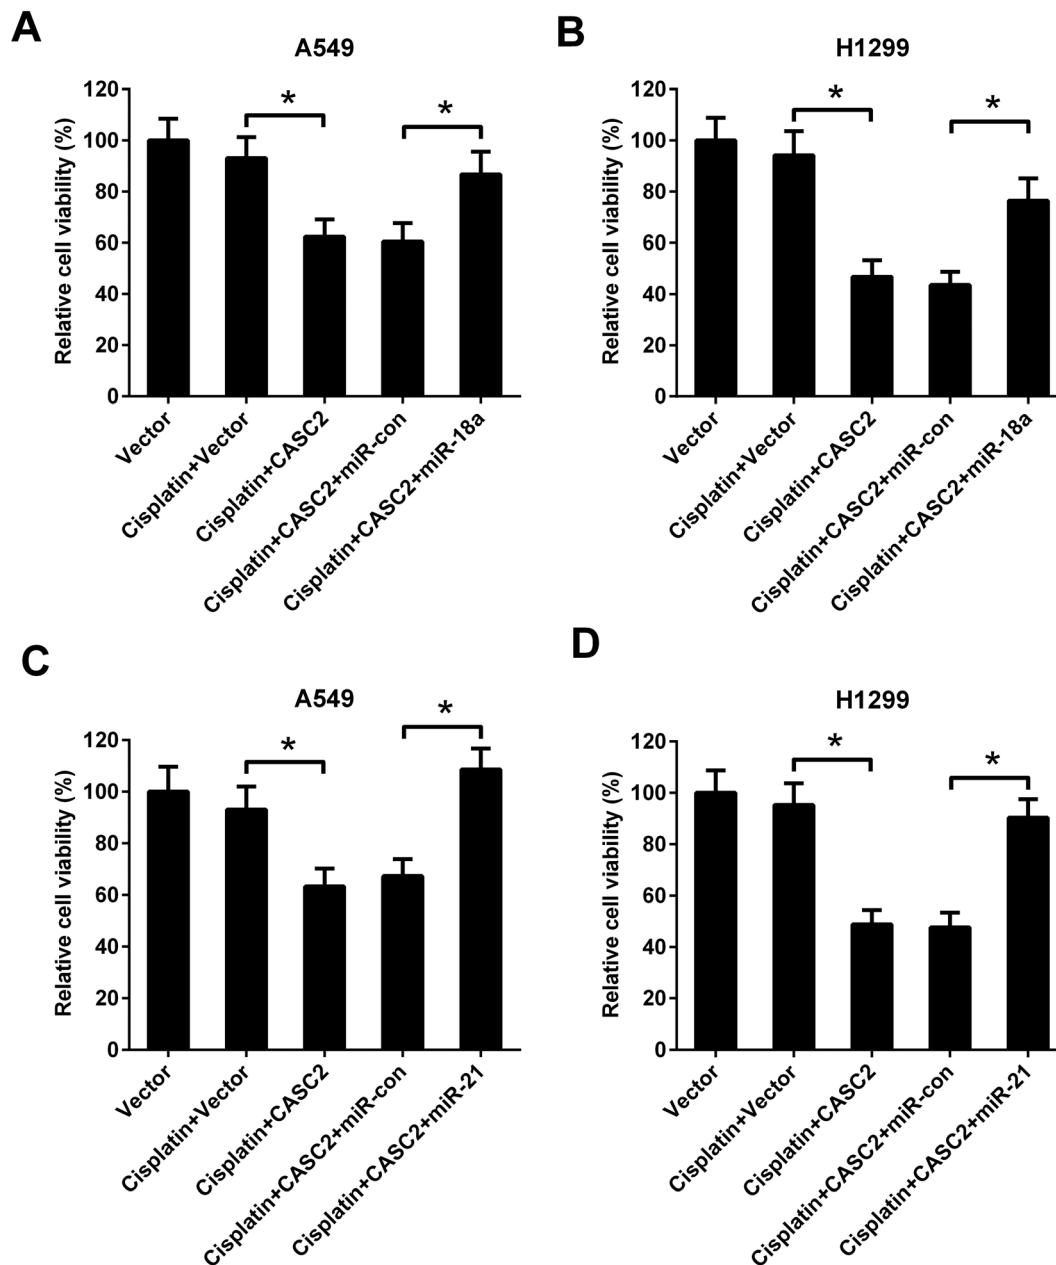 A
A549
Relative cell viability (%)
120
100
80
60
40
20
0
*
*
Vector
Cisplatin+Vector
Cisplatin+CASC2
Cisplatin+CASC2+miR-con
Cisplatin+CASC2+miR-18a
B
H1299
Relative cell viability (%)
120
100
80
60
40
20
0
*
*
Vector
Cisplatin+Vector
Cisplatin+CASC2
Cisplatin+CASC2+miR-con
Cisplatin+CASC2+miR-18a
C
A549
Relative cell viability (%)
120
100
80
60
40
20
0
*
*
Vector
Cisplatin+Vector
Cisplatin+CASC2
Cisplatin+CASC2+miR-con
Cisplatin+CASC2+miR-21
D
H1299
Relative cell viability (%)
120
100
80
60
40
20
0
*
*
Vector
Cisplatin+Vector
Cisplatin+CASC2
Cisplatin+CASC2+miR-con
Cisplatin+CASC2+miR-21